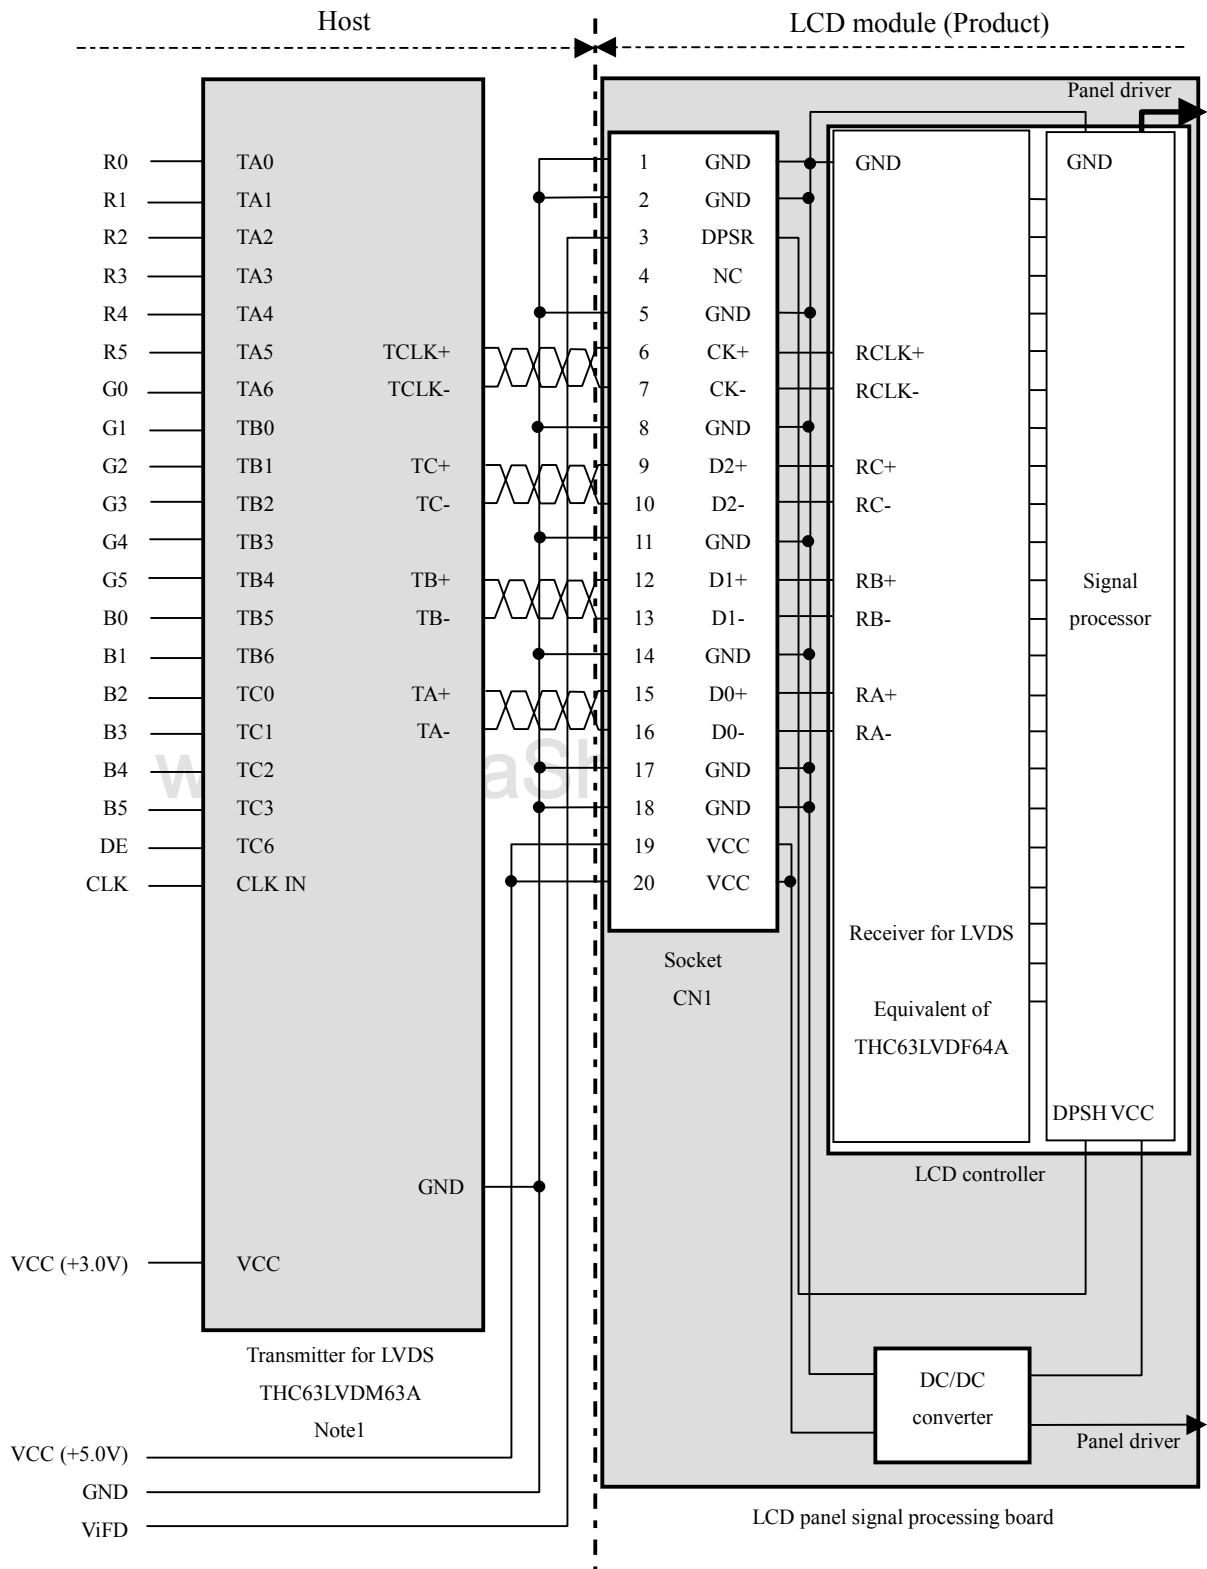 Host
LCD module (Product)
Panel driver
R0 TA0 1 GND GND GND
R1 TA1 2 GND
R2 TA2 3 DPSR
R3 TA3 4 NC
R4 TA4 5 GND
R5 TA5 TCLK+ 6 CK+ RCLK+
G0 TA6 TCLK- 7 CK- RCLK-
G1 TB0 8 GND
G2 TB1 TC+ 9 D2+ RC+
G3 TB2 TC- 10 D2- RC-
G4 TB3 11 GND
G5 TB4 TB+ 12 D1+ RB+ Signal
B0 TB5 TB- 13 D1- RB- processor
B1 TB6 14 GND
B2 TC0 TA+ 15 D0+ RA+
B3 TC1 TA- 16 D0- RA-
B4 TC2 17 GND
B5 TC3 18 GND
DE TC6 19 VCC
CLK CLK IN 20 VCC
Receiver for LVDS
Socket
CN1
Equivalent of
THC63LVDF64A
DPSH VCC
LCD controller
GND
VCC (+3.0V) VCC
Transmitter for LVDS
THC63LVDM63A
Note1
DC/DC
converter
Panel driver
VCC (+5.0V)
GND
ViFD
LCD panel signal processing board